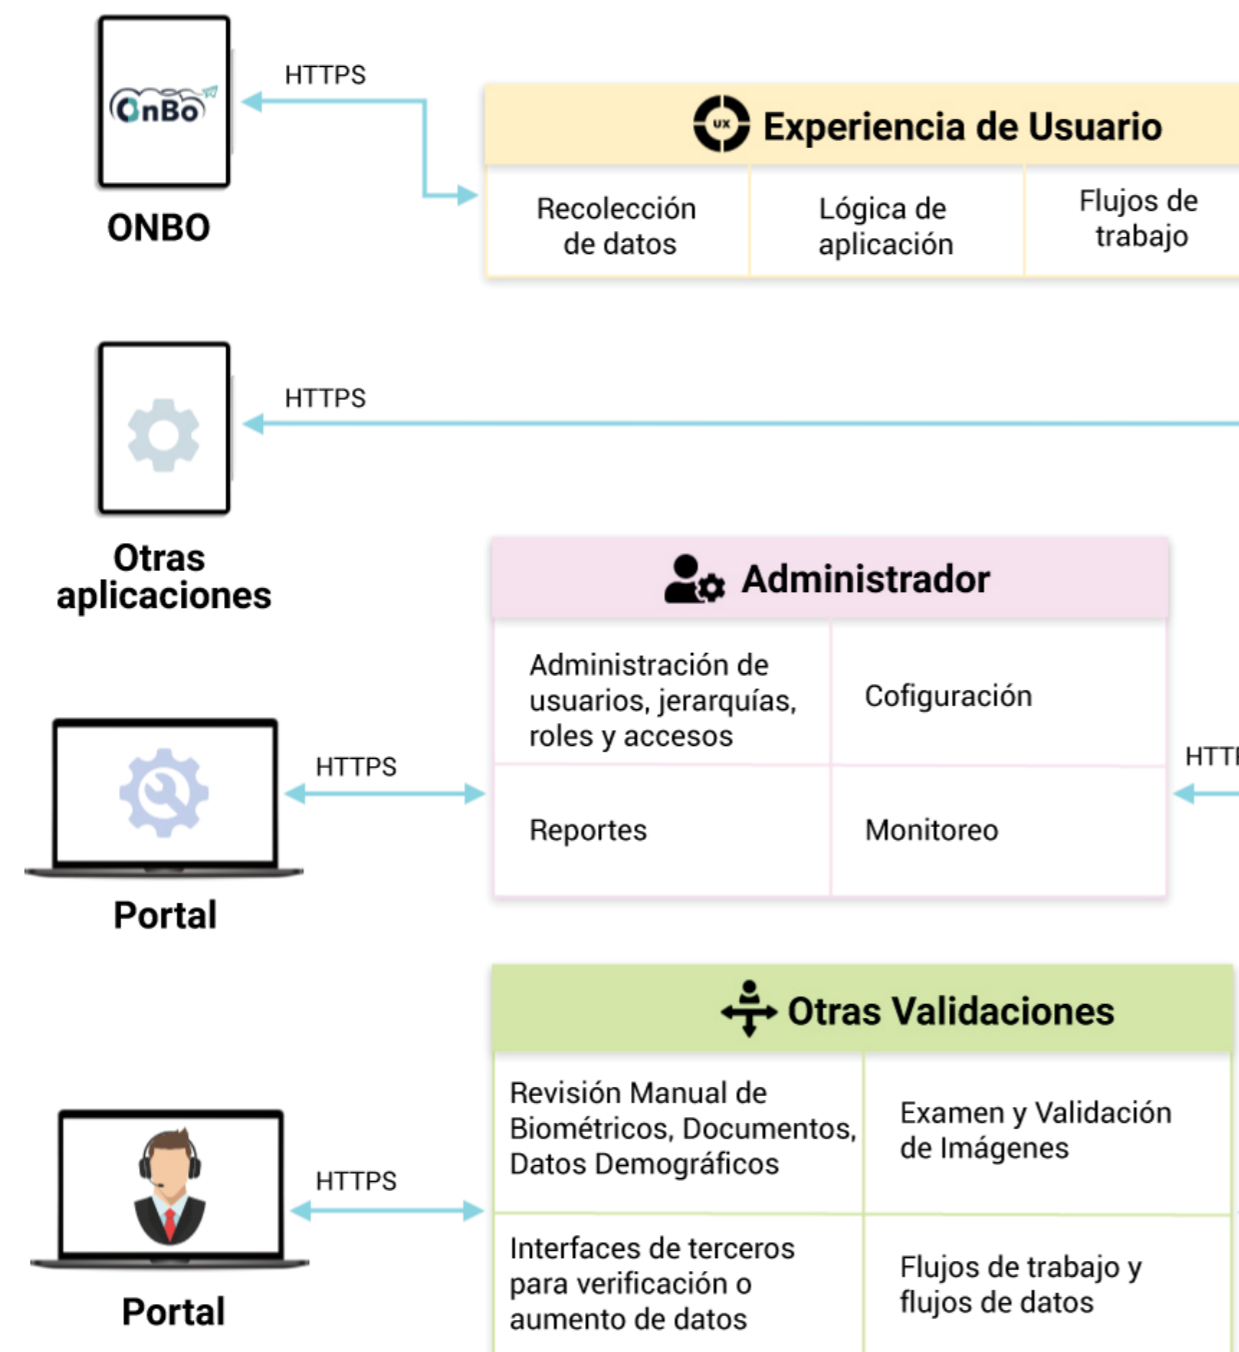 OnBo
HTTPS
ONBO
UX
Experiencia de Usuario
Recolección
de datos
Lógica de
aplicación
Flujos de
trabajo
HTTPS
Otras
aplicaciones
Administrador
Administración de
usuarios, jerarquías,
roles y accesos
Cofiguración
Reportes
Monitoreo
HTTPS
HTTP
Portal
Otras Validaciones
Revisión Manual de
Biométricos, Documentos,
Datos Demográficos
Examen y Validación
de Imágenes
Interfaces de terceros
para verificación o
aumento de datos
Flujos de trabajo y
flujos de datos
HTTPS
Portal